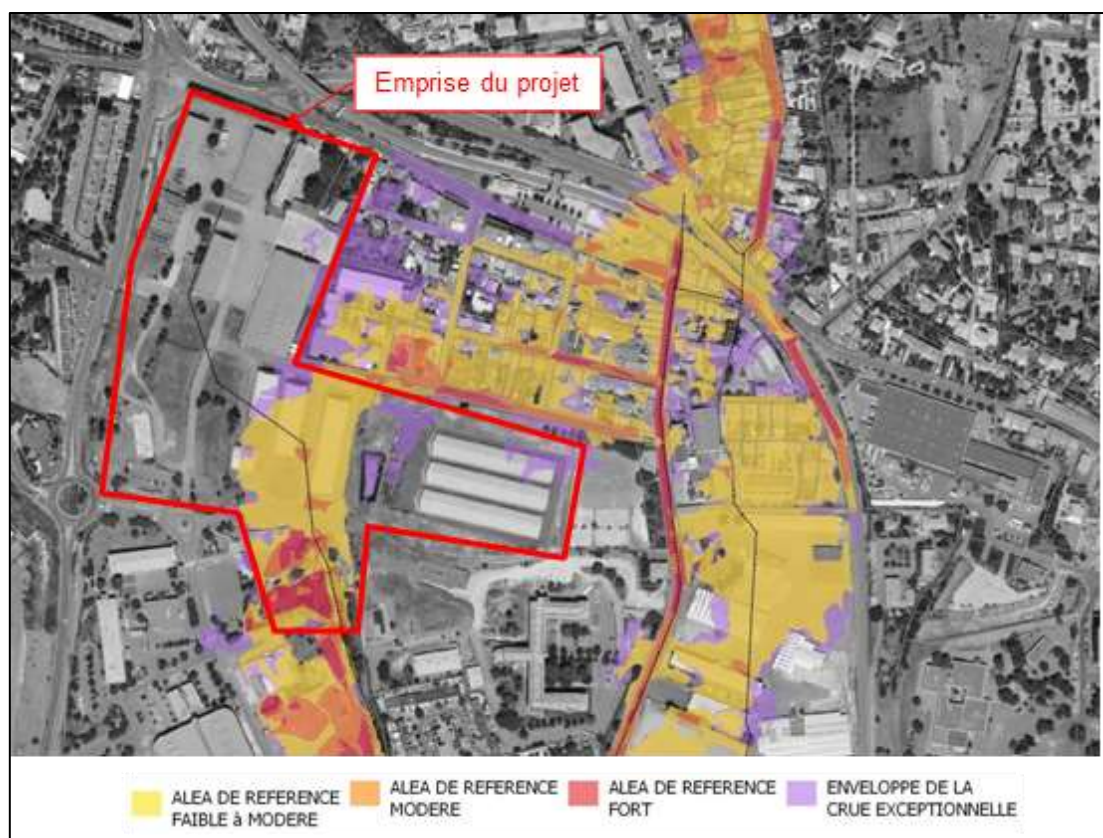 Emprise du projet
ALEA DE REFERENCE
FAIBLE à MODERE
ALEA DE REFERENCE
MODERE
ALEA DE REFERENCE
FORT
ENVELOPPE DE LA
CRUE EXCEPTIONNELLE